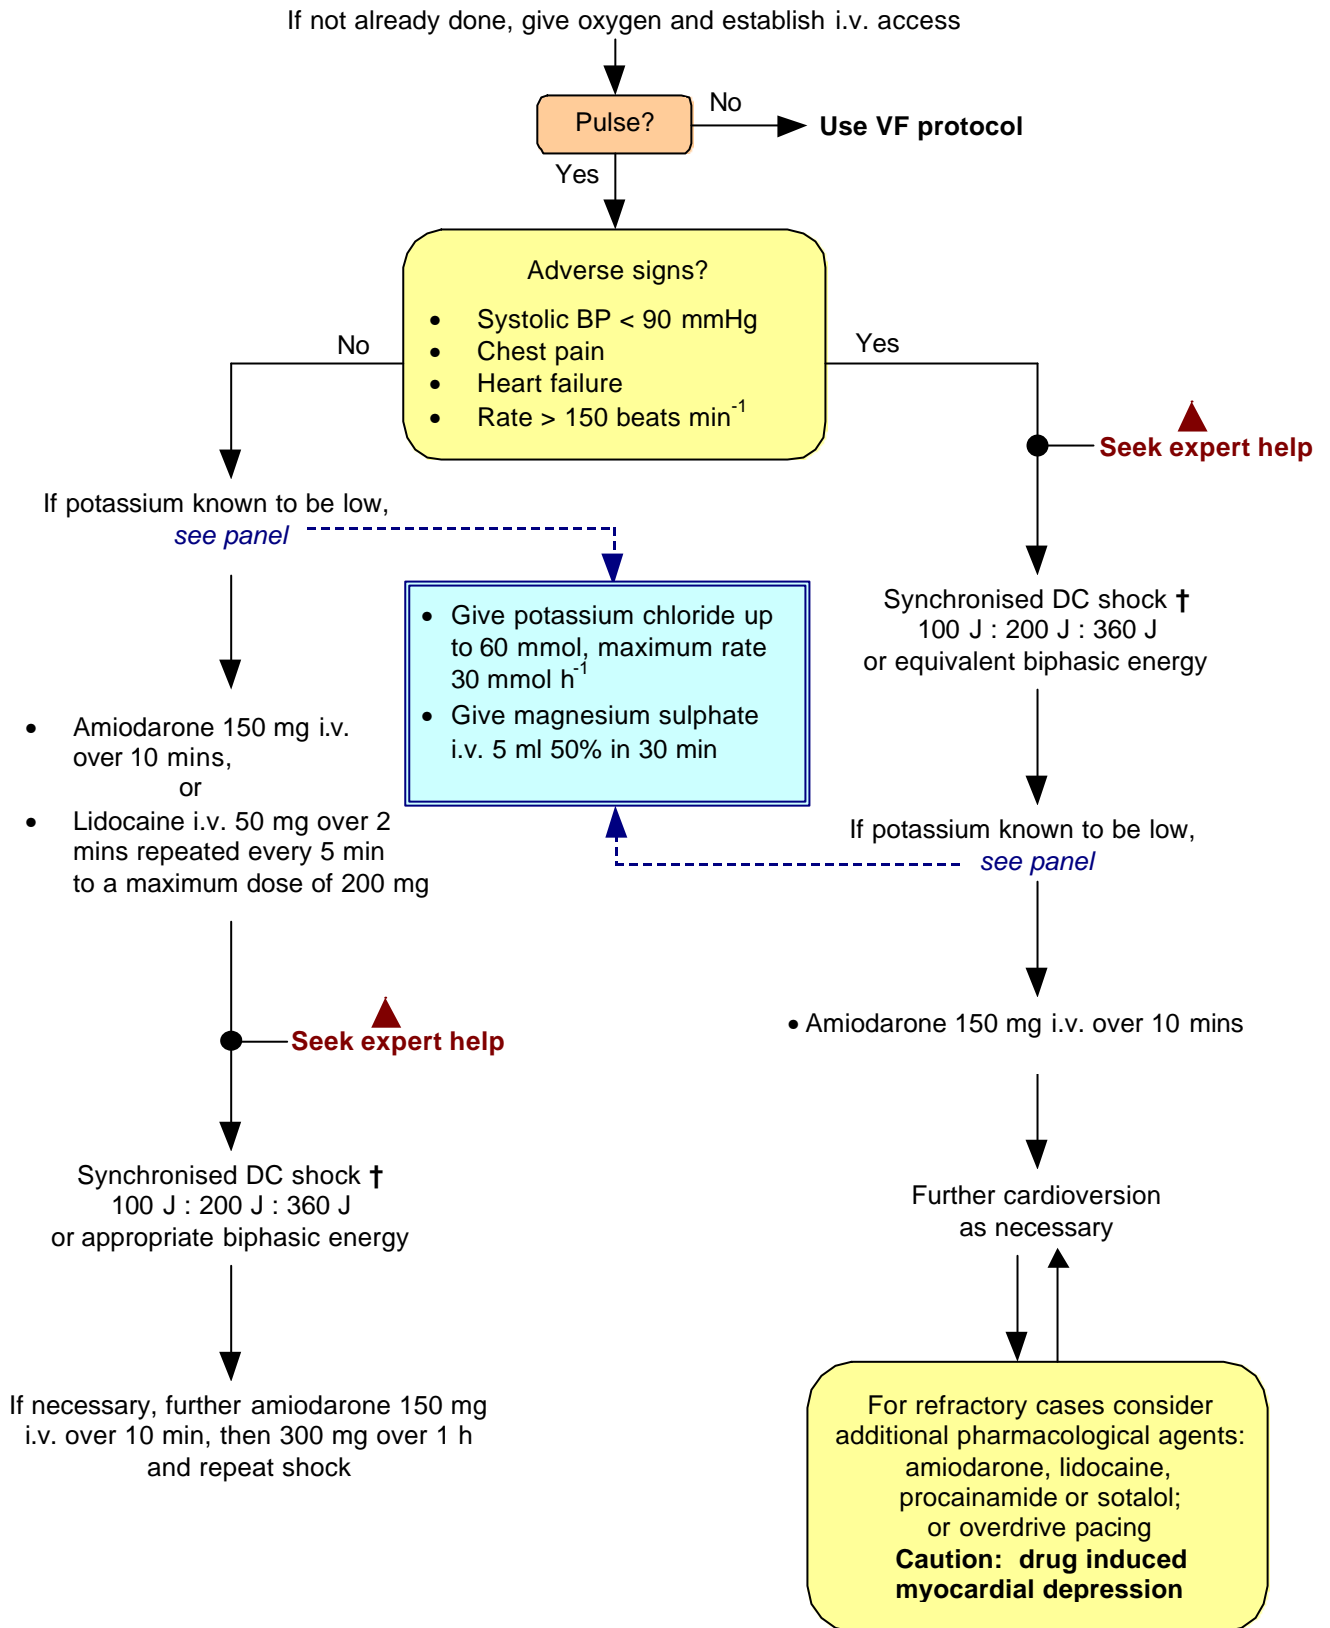 If not already done, give oxygen and establish i.v. access
Pulse?
No
Use VF protocol
Yes
Adverse signs?
• Systolic BP < 90 mmHg
• Chest pain
• Heart failure
• Rate > 150 beats min⁻¹
No
Yes
Seek expert help
If potassium known to be low,
see panel
• Give potassium chloride up
to 60 mmol, maximum rate
30 mmol h⁻¹
• Give magnesium sulphate
i.v. 5 ml 50% in 30 min
Synchronised DC shock †
100 J : 200 J : 360 J
or equivalent biphasic energy
• Amiodarone 150 mg i.v.
over 10 mins,
or
• Lidocaine i.v. 50 mg over 2
mins repeated every 5 min
to a maximum dose of 200 mg
If potassium known to be low,
see panel
Seek expert help
• Amiodarone 150 mg i.v. over 10 mins
Synchronised DC shock †
100 J : 200 J : 360 J
or appropriate biphasic energy
Further cardioversion
as necessary
If necessary, further amiodarone 150 mg
i.v. over 10 min, then 300 mg over 1 h
and repeat shock
For refractory cases consider
additional pharmacological agents:
amiodarone, lidocaine,
procainamide or sotalol;
or overdrive pacing
Caution: drug induced
myocardial depression